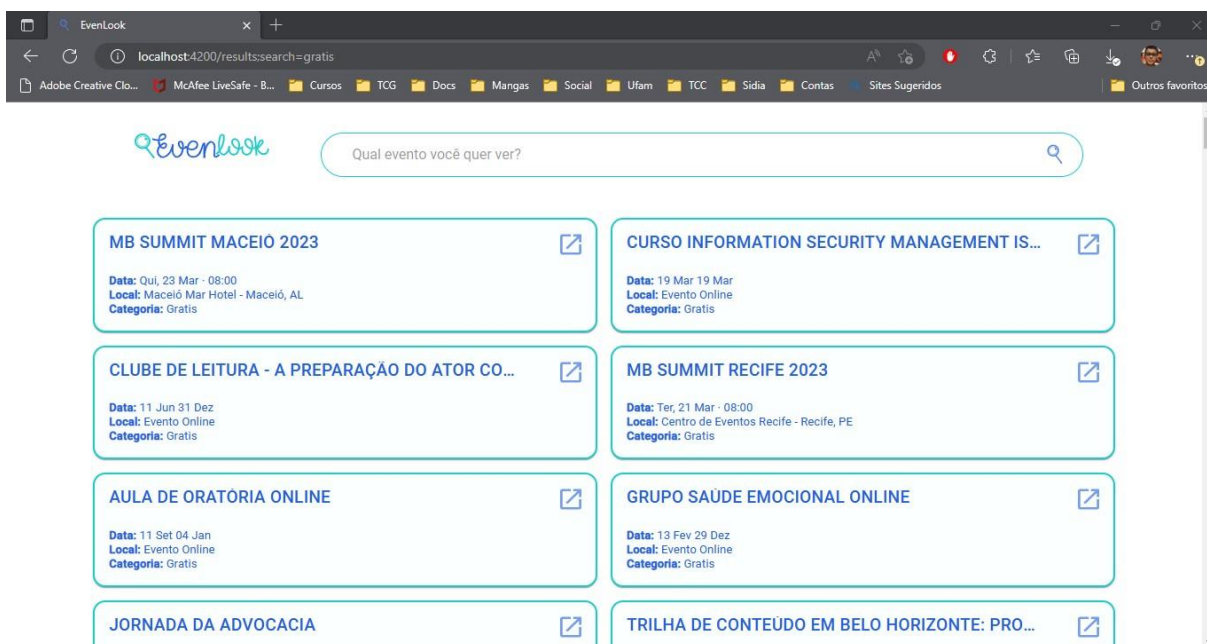 EvenLook
localhost:4200/results:search=gratis
Adobe Creative Clo... McAfee LiveSafe - B... Cursos TCG Docs Mangas Social Ufam TCC Sidia Contas Sites Sugeridos Outros favoritos
Evenlook
Qual evento você quer ver?
MB SUMMIT MACEIÓ 2023
Data: Qui, 23 Mar · 08:00
Local: Maceió Mar Hotel - Maceió, AL
Categoria: Gratis
CURSO INFORMATION SECURITY MANAGEMENT IS...
Data: 19 Mar 19 Mar
Local: Evento Online
Categoria: Gratis
CLUBE DE LEITURA - A PREPARAÇÃO DO ATOR CO...
Data: 11 Jun 31 Dez
Local: Evento Online
Categoria: Gratis
MB SUMMIT RECIFE 2023
Data: Ter, 21 Mar · 08:00
Local: Centro de Eventos Recife - Recife, PE
Categoria: Gratis
AULA DE ORATÓRIA ONLINE
Data: 11 Set 04 Jan
Local: Evento Online
Categoria: Gratis
GRUPO SAÚDE EMOCIONAL ONLINE
Data: 13 Fev 29 Dez
Local: Evento Online
Categoria: Gratis
JORNADA DA ADVOCACIA
TRILHA DE CONTEÚDO EM BELO HORIZONTE: PRO...